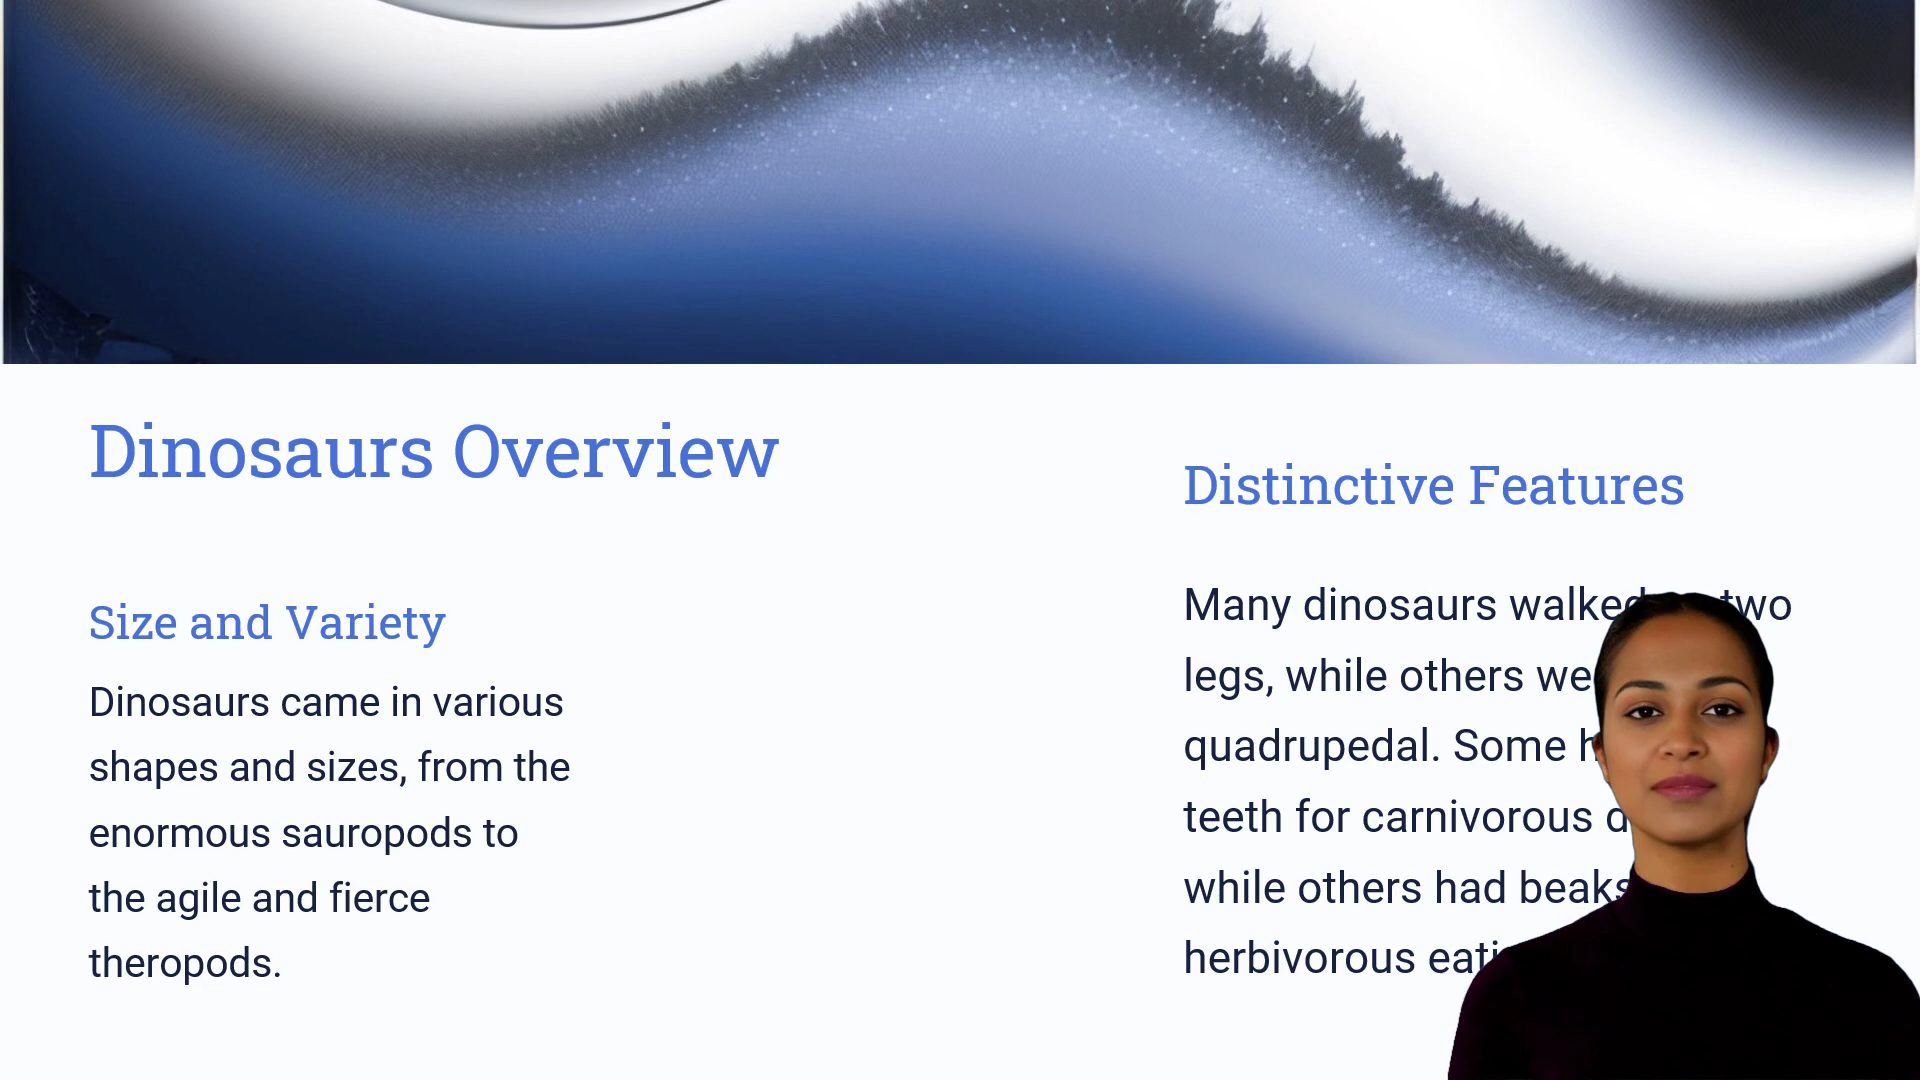 Dinosaurs Overview
Size and Variety
Dinosaurs came in various
shapes and sizes, from the
enormous sauropods to
the agile and fierce
theropods.
Distinctive Features
Many dinosaurs walked two
legs, while others
quadrupedal. Some
teeth for carnivorous
while others had beaks
herbivorous